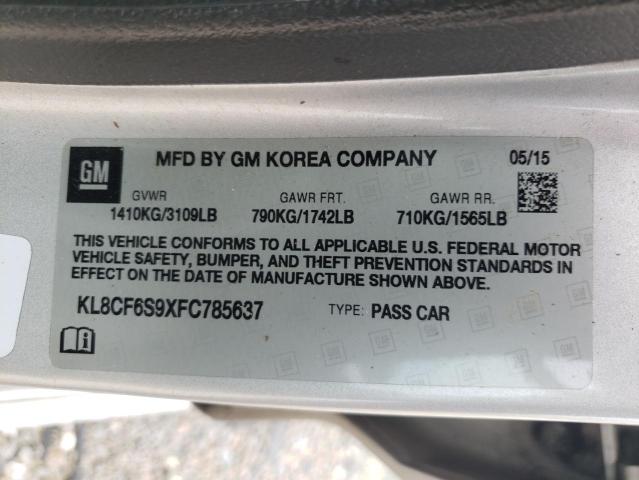 GM MFD BY GM KOREA COMPANY 05/15
GVWR GAWR FRT. GAWR RR.
1410KG/3109LB 790KG/1742LB 710KG/1565LB
THIS VEHICLE CONFORMS TO ALL APPLICABLE U.S. FEDERAL MOTOR
VEHICLE SAFETY, BUMPER, AND THEFT PREVENTION STANDARDS IN
EFFECT ON THE DATE OF MANUFACTURE SHOWN ABOVE.
KL8CF6S9XFC785637 TYPE: PASS CAR